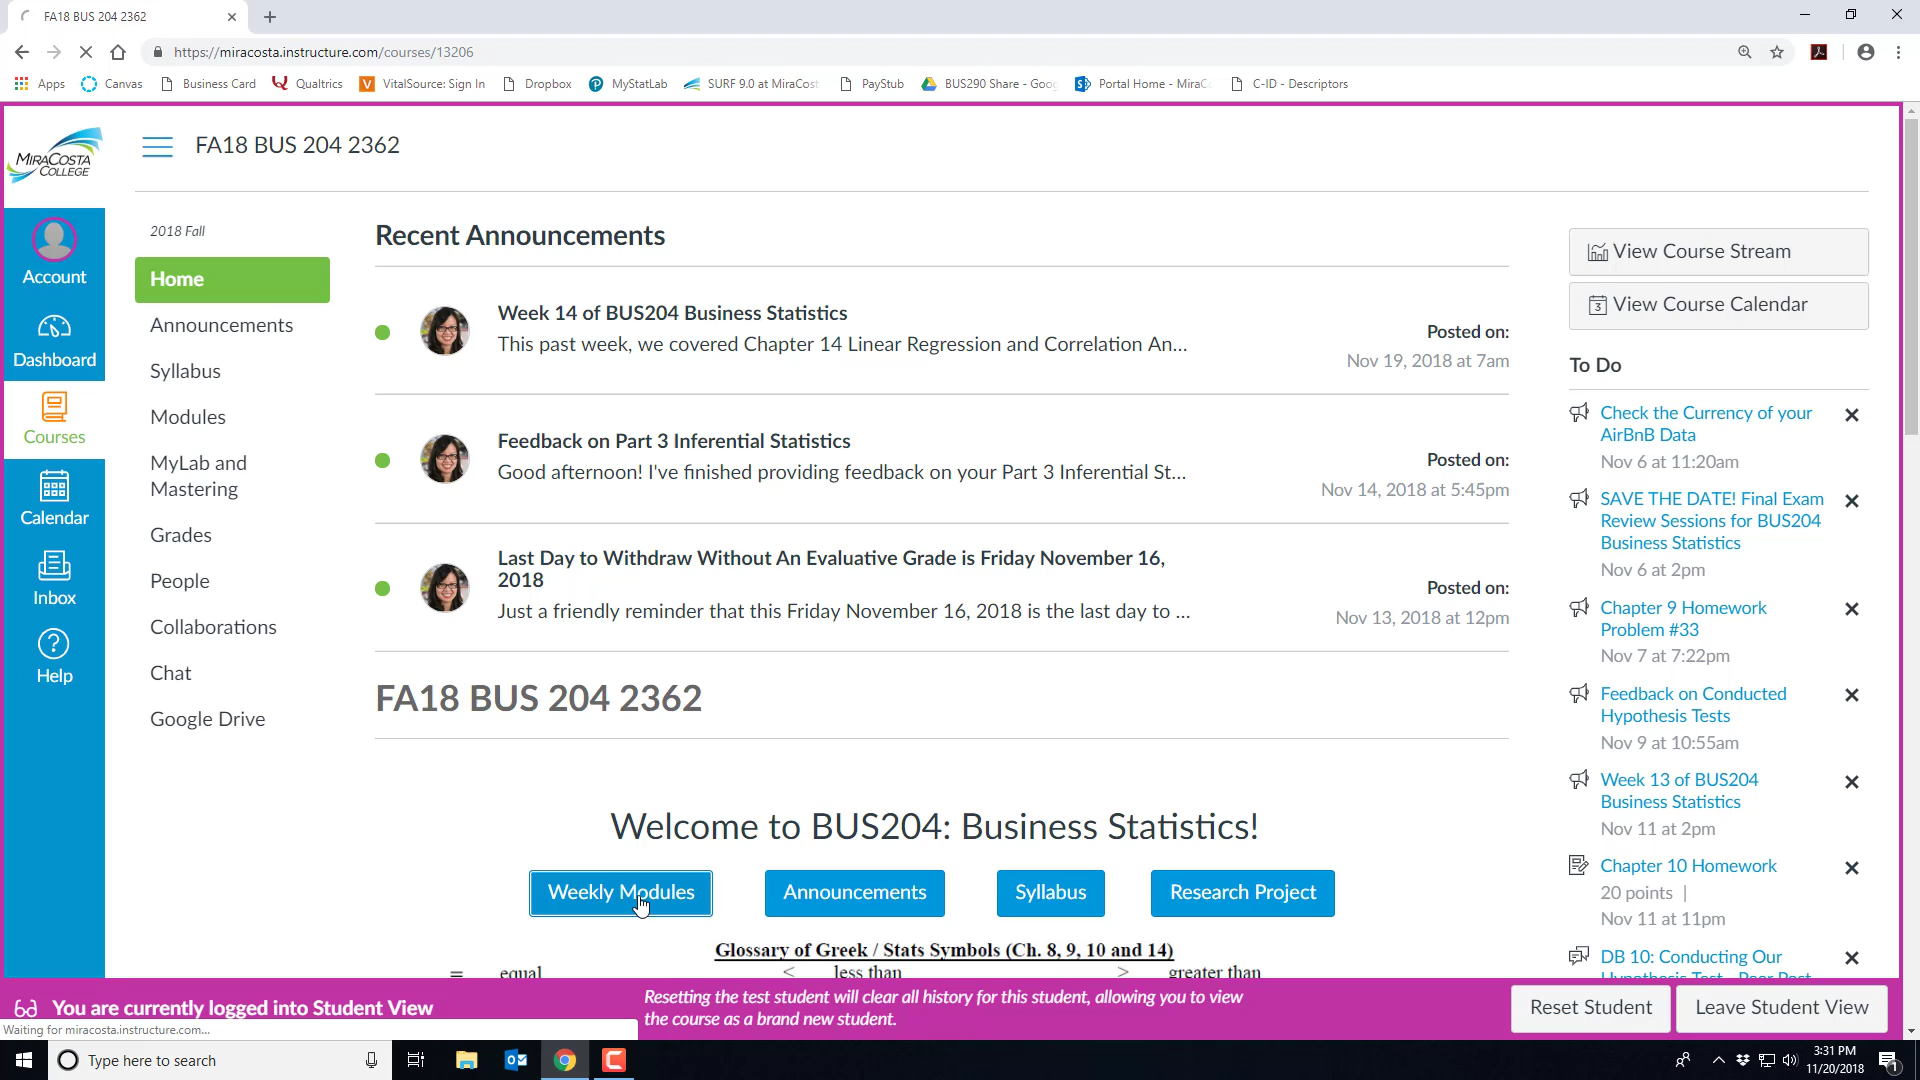 FA18 BUS 204 2362
https://miracosta.instructure.com/courses/13206
Apps
Canvas
Business Card
Qualtrics
VitalSource: Sign In
Dropbox
MyStatLab
SURF 9.0 at MiraCost
PayStub
BUS290 Share - Goog
Portal Home - MiraC
C-ID - Descriptors
MIRACOSTA
COLLEGE
FA18 BUS 204 2362
Account
Dashboard
Courses
Calendar
Inbox
Help
2018 Fall
Home
Announcements
Syllabus
Modules
MyLab and
Mastering
Grades
People
Collaborations
Chat
Google Drive
Recent Announcements
Week 14 of BUS204 Business Statistics
This past week, we covered Chapter 14 Linear Regression and Correlation An...
Posted on:
Nov 19, 2018 at 7am
Feedback on Part 3 Inferential Statistics
Good afternoon! I've finished providing feedback on your Part 3 Inferential St...
Posted on:
Nov 14, 2018 at 5:45pm
Last Day to Withdraw Without An Evaluative Grade is Friday November 16,
2018
Just a friendly reminder that this Friday November 16, 2018 is the last day to ...
Posted on:
Nov 13, 2018 at 12pm
FA18 BUS 204 2362
Welcome to BUS204: Business Statistics!
Weekly Modules
Announcements
Syllabus
Research Project
Glossary of Greek / Stats Symbols (Ch. 8, 9, 10 and 14)
= equal < less than > greater than
View Course Stream
3 View Course Calendar
To Do
Check the Currency of your
AirBnB Data
Nov 6 at 11:20am
SAVE THE DATE! Final Exam
Review Sessions for BUS204
Business Statistics
Nov 6 at 2pm
Chapter 9 Homework
Problem #33
Nov 7 at 7:22pm
Feedback on Conducted
Hypothesis Tests
Nov 9 at 10:55am
Week 13 of BUS204
Business Statistics
Nov 11 at 2pm
Chapter 10 Homework
20 points |
Nov 11 at 11pm
DB 10: Conducting Our
Hypothesis Test - Peer Post
You are currently logged into Student View
Resetting the test student will clear all history for this student, allowing you to view
the course as a brand new student.
Reset Student
Leave Student View
Waiting for miracosta.instructure.com...
Type here to search
3:31 PM
11/20/2018
1